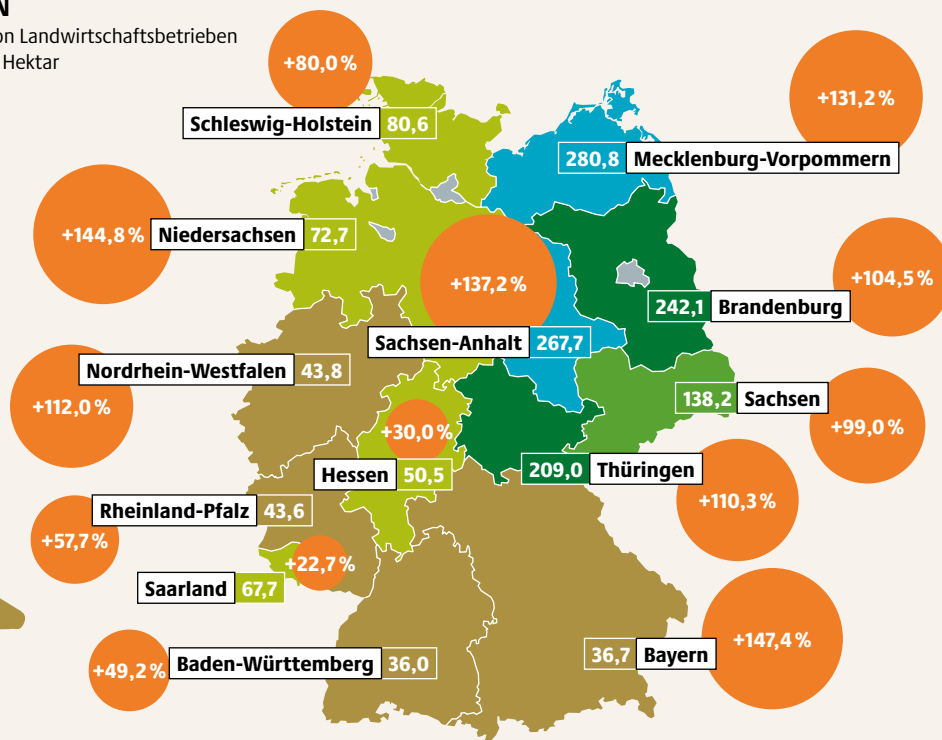 on Landwirtschaftsbetrieben
Hektar
+80,0 %
Schleswig-Holstein 80,6
+131,2 %
280,8 Mecklenburg-Vorpommern
+144,8 % Niedersachsen 72,7
+137,2 %
+104,5 %
242,1 Brandenburg
Sachsen-Anhalt 267,7
Nordrhein-Westfalen 43,8
+112,0 %
138,2 Sachsen
+99,0 %
+30,0 %
Hessen 50,5
209,0 Thüringen
+110,3 %
Rheinland-Pfalz 43,6
+57,7 %
+22,7 %
Saarland 67,7
+147,4 %
36,7 Bayern
+49,2 % Baden-Württemberg 36,0